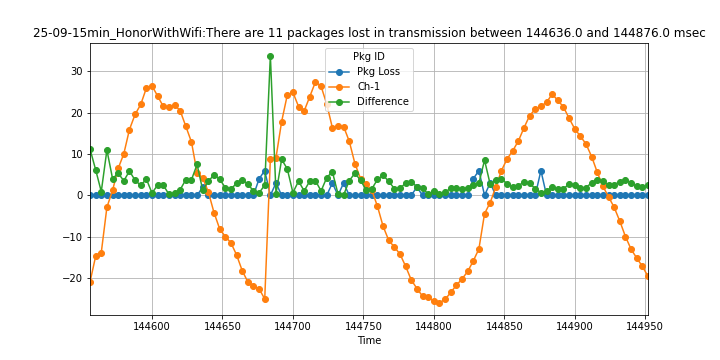 25-09-15min_HonorWithWifi:There are 11 packages lost in transmission between 144636.0 and 144876.0 msec
Pkg ID
Pkg Loss
Ch-1
Difference
30
20
10
0
−10
−20
144600 144650 144700 144750 144800 144850 144900 144950
Time